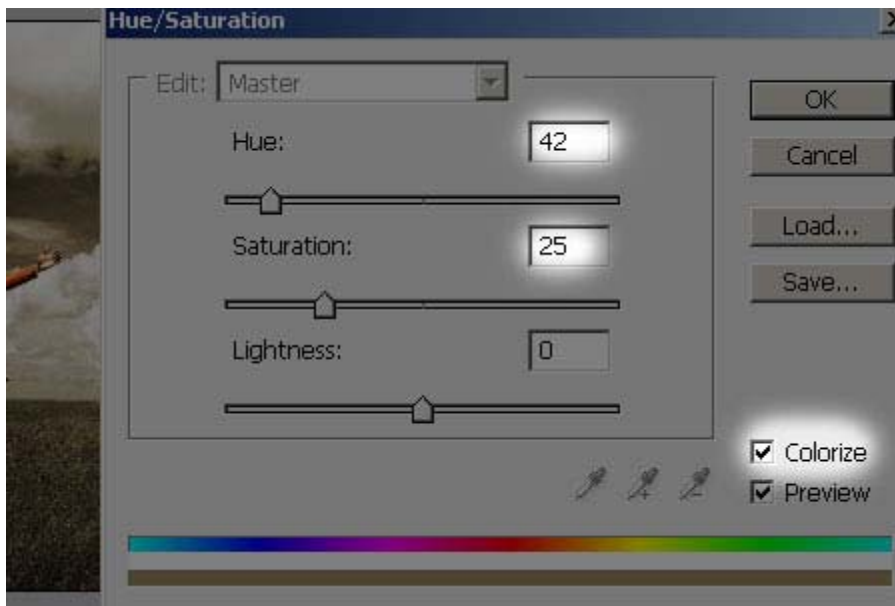 Hue/Saturation
Edit: Master
Hue: 42
Saturation: 25
Lightness: 0
OK
Cancel
Load...
Save...
Colorize
Preview